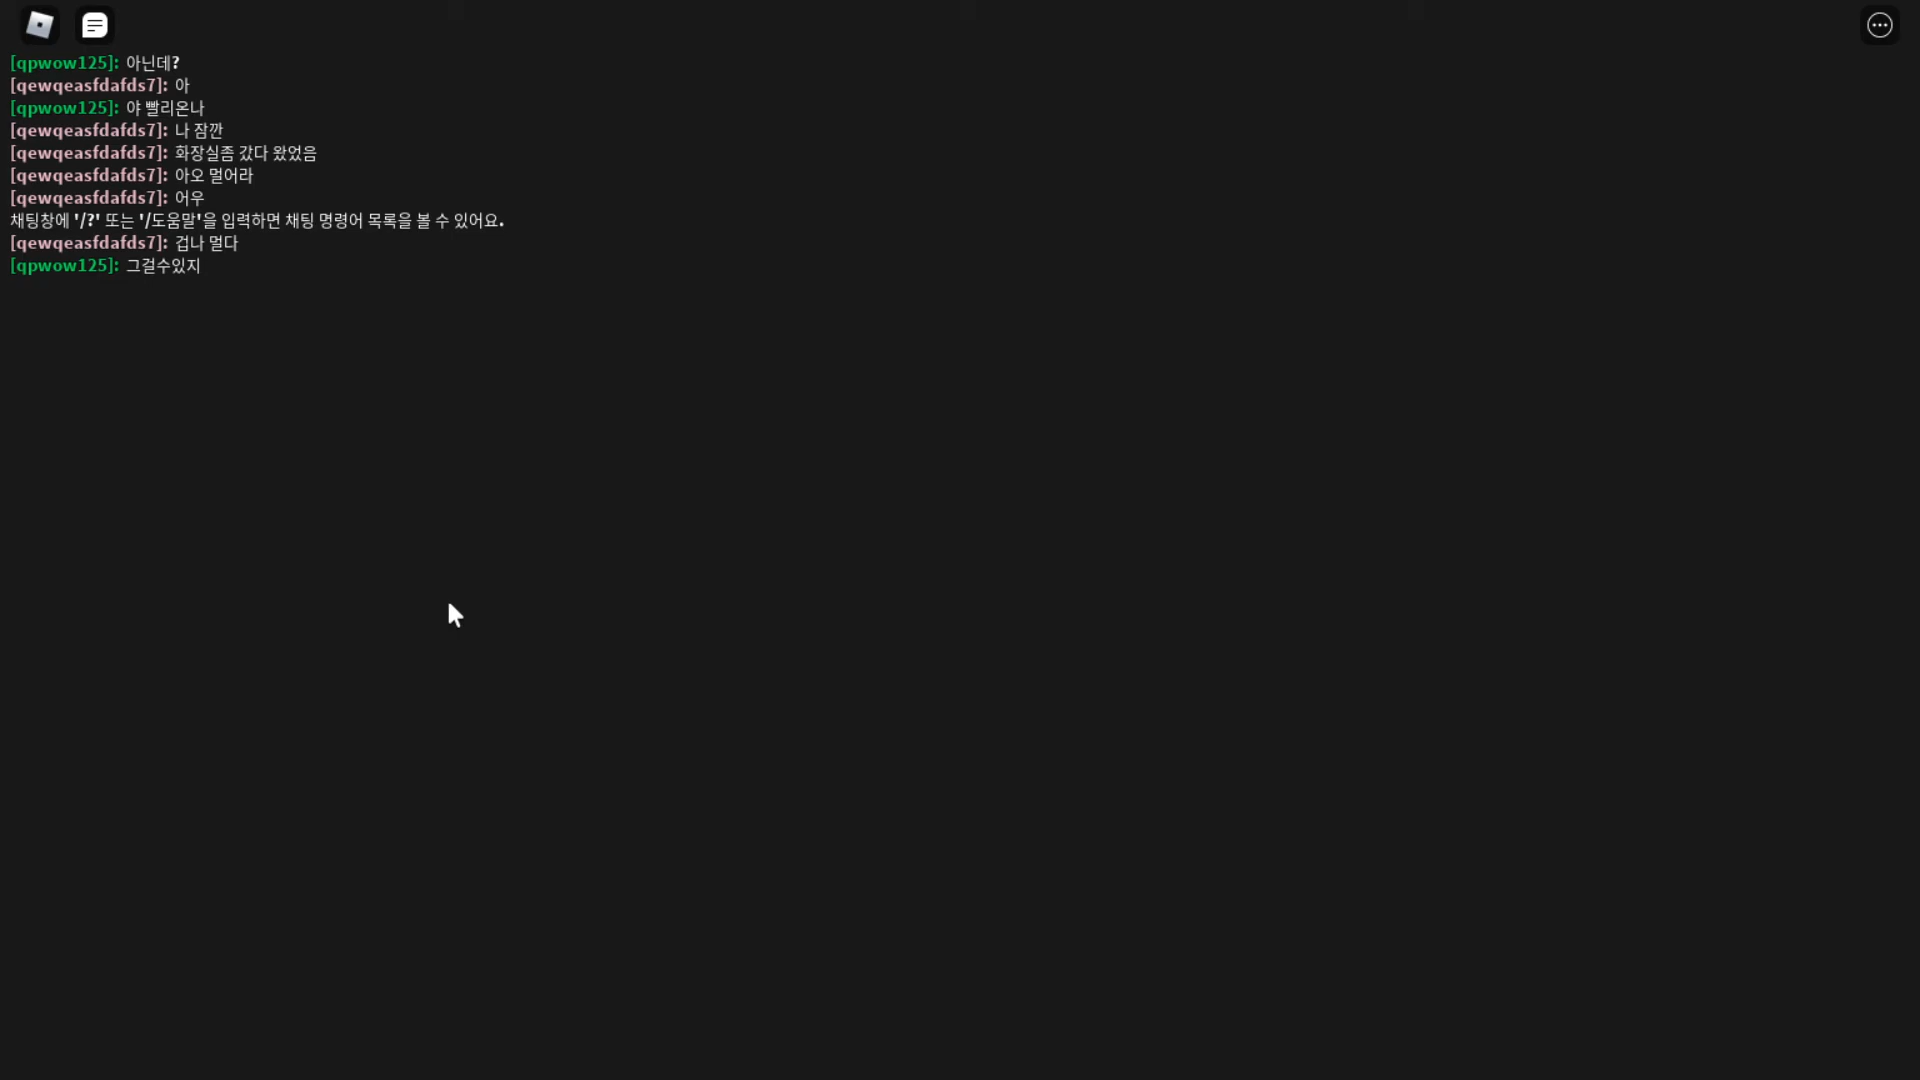 [qpwow125]: 아닌데?
[qewqeasfdafds7]: 아
[qpwow125]: 야 빨리온나
[qewqeasfdafds7]: 나 잠깐
[qewqeasfdafds7]: 화장실좀 갔다 왔었음
[qewqeasfdafds7]: 아오 멀어라
[qewqeasfdafds7]: 어우
채팅창에 '/?' 또는 '/도움말'을 입력하면 채팅 명령어 목록을 볼 수 있어요.
[qewqeasfdafds7]: 겁나 멀다
[qpwow125]: 그걸수있지